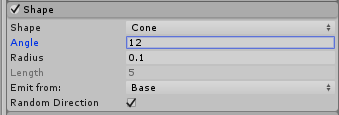 Shape
Shape Cone
Angle 12
Radius 0.1
Length 5
Emit from: Base
Random Direction